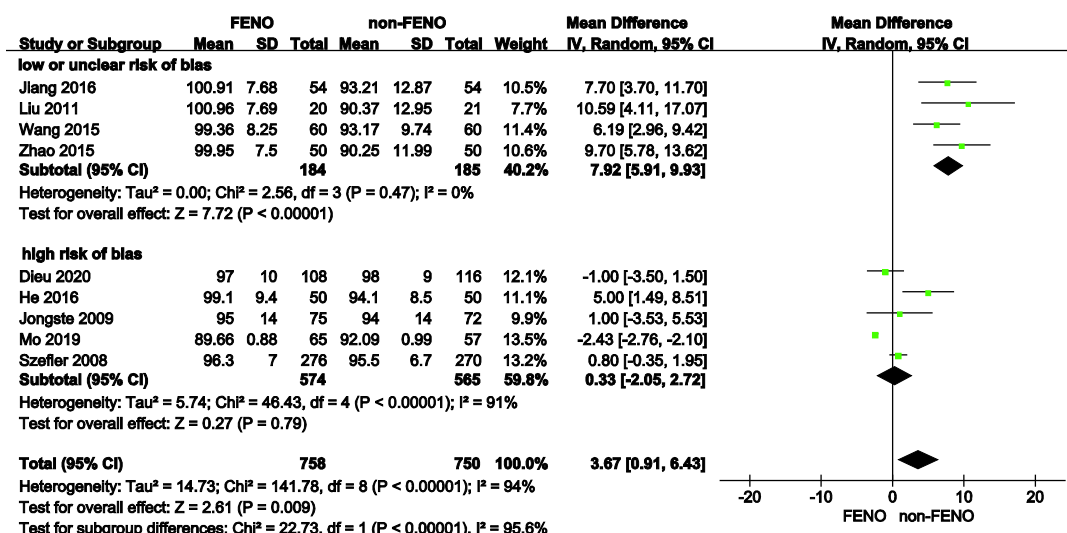 FENO non-FENO Mean Difference Mean Difference
Study or Subgroup Mean SD Total Mean SD Total Weight IV, Random, 95% CI IV, Random, 95% CI
low or unclear risk of bias
Jiang 2016 100.91 7.68 54 93.21 12.87 54 10.5% 7.70 [3.70, 11.70]
Liu 2011 100.96 7.69 20 90.37 12.95 21 7.7% 10.59 [4.11, 17.07]
Wang 2015 99.36 8.25 60 93.17 9.74 60 11.4% 6.19 [2.96, 9.42]
Zhao 2015 99.95 7.5 50 90.25 11.99 50 10.6% 9.70 [5.78, 13.62]
Subtotal (95% CI) 184 185 40.2% 7.92 [5.91, 9.93]
Heterogeneity: Tau² = 0.00; Chi² = 2.56, df = 3 (P = 0.47); I² = 0%
Test for overall effect: Z = 7.72 (P < 0.00001)
high risk of bias
Dieu 2020 97 10 108 98 9 116 12.1% -1.00 [-3.50, 1.50]
He 2016 99.1 9.4 50 94.1 8.5 50 11.1% 5.00 [1.49, 8.51]
Jongste 2009 95 14 75 94 14 72 9.9% 1.00 [-3.53, 5.53]
Mo 2019 89.66 0.88 65 92.09 0.99 57 13.5% -2.43 [-2.76, -2.10]
Szefler 2008 96.3 7 276 95.5 6.7 270 13.2% 0.80 [-0.35, 1.95]
Subtotal (95% CI) 574 565 59.8% 0.33 [-2.05, 2.72]
Heterogeneity: Tau² = 5.74; Chi² = 46.43, df = 4 (P < 0.00001); I² = 91%
Test for overall effect: Z = 0.27 (P = 0.79)
Total (95% CI) 758 750 100.0% 3.67 [0.91, 6.43]
Heterogeneity: Tau² = 14.73; Chi² = 141.78, df = 8 (P < 0.00001); I² = 94%
Test for overall effect: Z = 2.61 (P = 0.009)
Test for subgroup differences: Chi² = 22.73, df = 1 (P < 0.00001), I² = 95.6%
-20 -10 0 10 20
FENO non-FENO